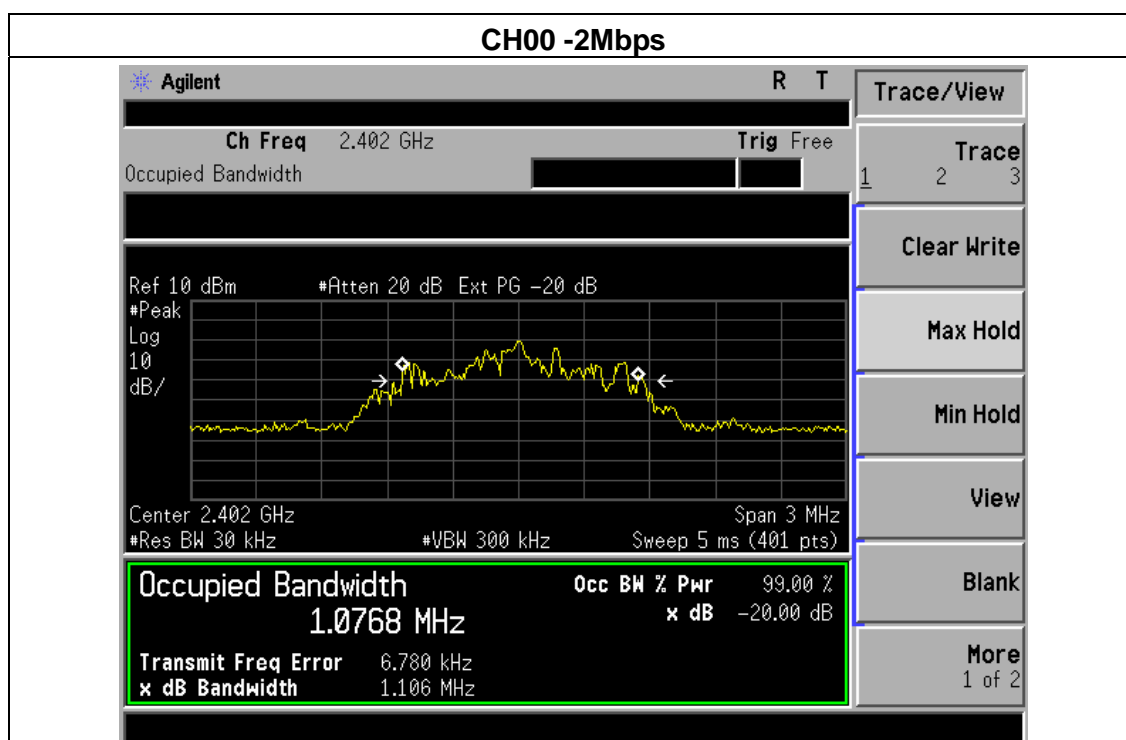 CH00 -2Mbps
Agilent R T
Trace/View
Ch Freq 2.402 GHz Trig Free
Occupied Bandwidth
Trace
1 2 3
Clear Write
Ref 10 dBm #Atten 20 dB Ext PG -20 dB
#Peak
Log
10
dB/
Max Hold
Min Hold
View
Center 2.402 GHz Span 3 MHz
#Res BW 30 kHz #VBW 300 kHz Sweep 5 ms (401 pts)
Occupied Bandwidth Occ BW % Pwr 99.00 %
1.0768 MHz x dB -20.00 dB
Blank
Transmit Freq Error 6.780 kHz
x dB Bandwidth 1.106 MHz
More
1 of 2